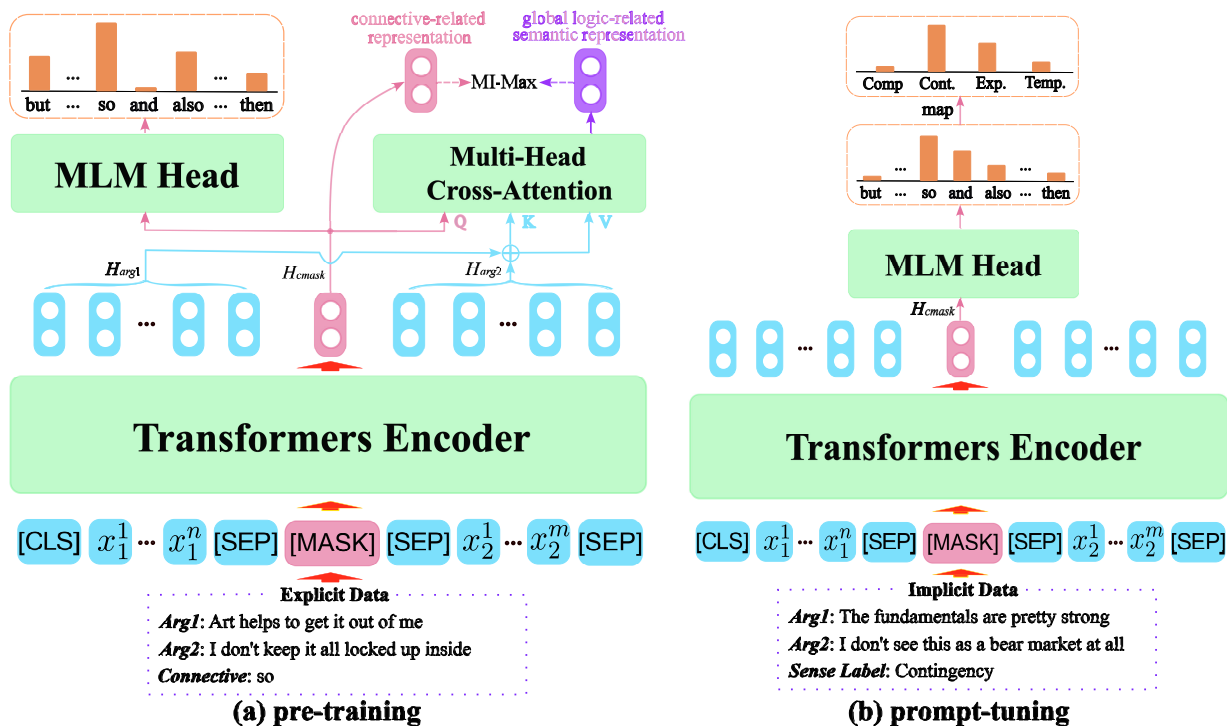 connective-related
representation
global logic-related
semantic representation
MI-Max
but ... so and also ... then
MLM Head
Multi-Head
Cross-Attention
Q K V
Harg1 Hcmask Harg2
... ...
Transformers Encoder
[CLS] x_1^1 ... x_1^n [SEP] [MASK] [SEP] x_2^1 ... x_2^m [SEP]
Explicit Data
Arg1: Art helps to get it out of me
Arg2: I don't keep it all locked up inside
Connective: so
(a) pre-training
Comp Cont. Exp. Temp.
map
but ... so and also ... then
MLM Head
Hcmask
... ...
Transformers Encoder
[CLS] x_1^1 ... x_1^n [SEP] [MASK] [SEP] x_2^1 ... x_2^m [SEP]
Implicit Data
Arg1: The fundamentals are pretty strong
Arg2: I don't see this as a bear market at all
Sense Label: Contingency
(b) prompt-tuning